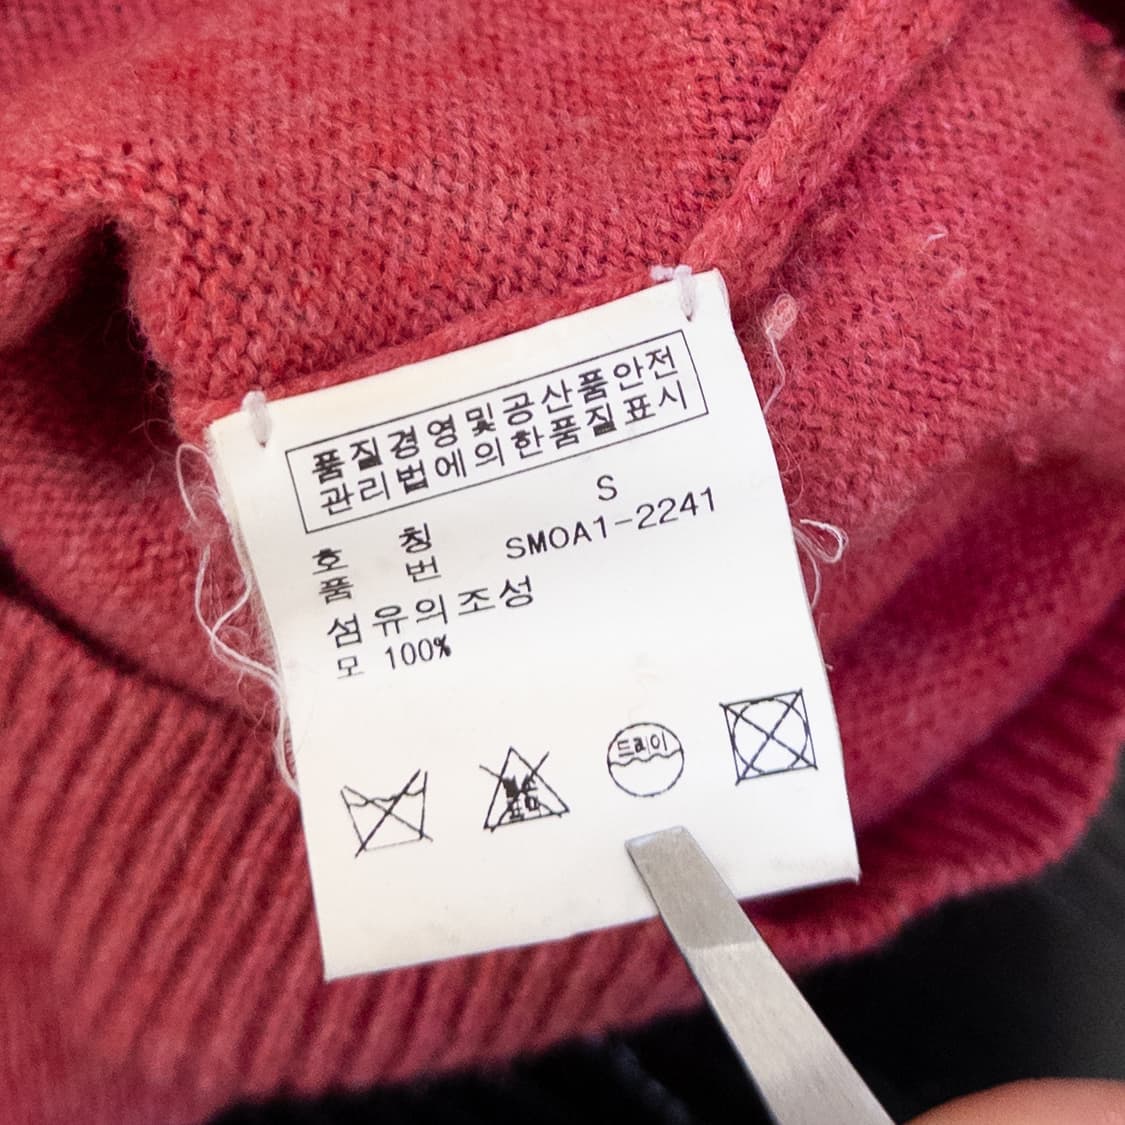 품질경영및공산품안전
관리법에의한품질표시
호 칭 S
품 번 SMOA1-2241
섬유의조성
모 100%
드라이